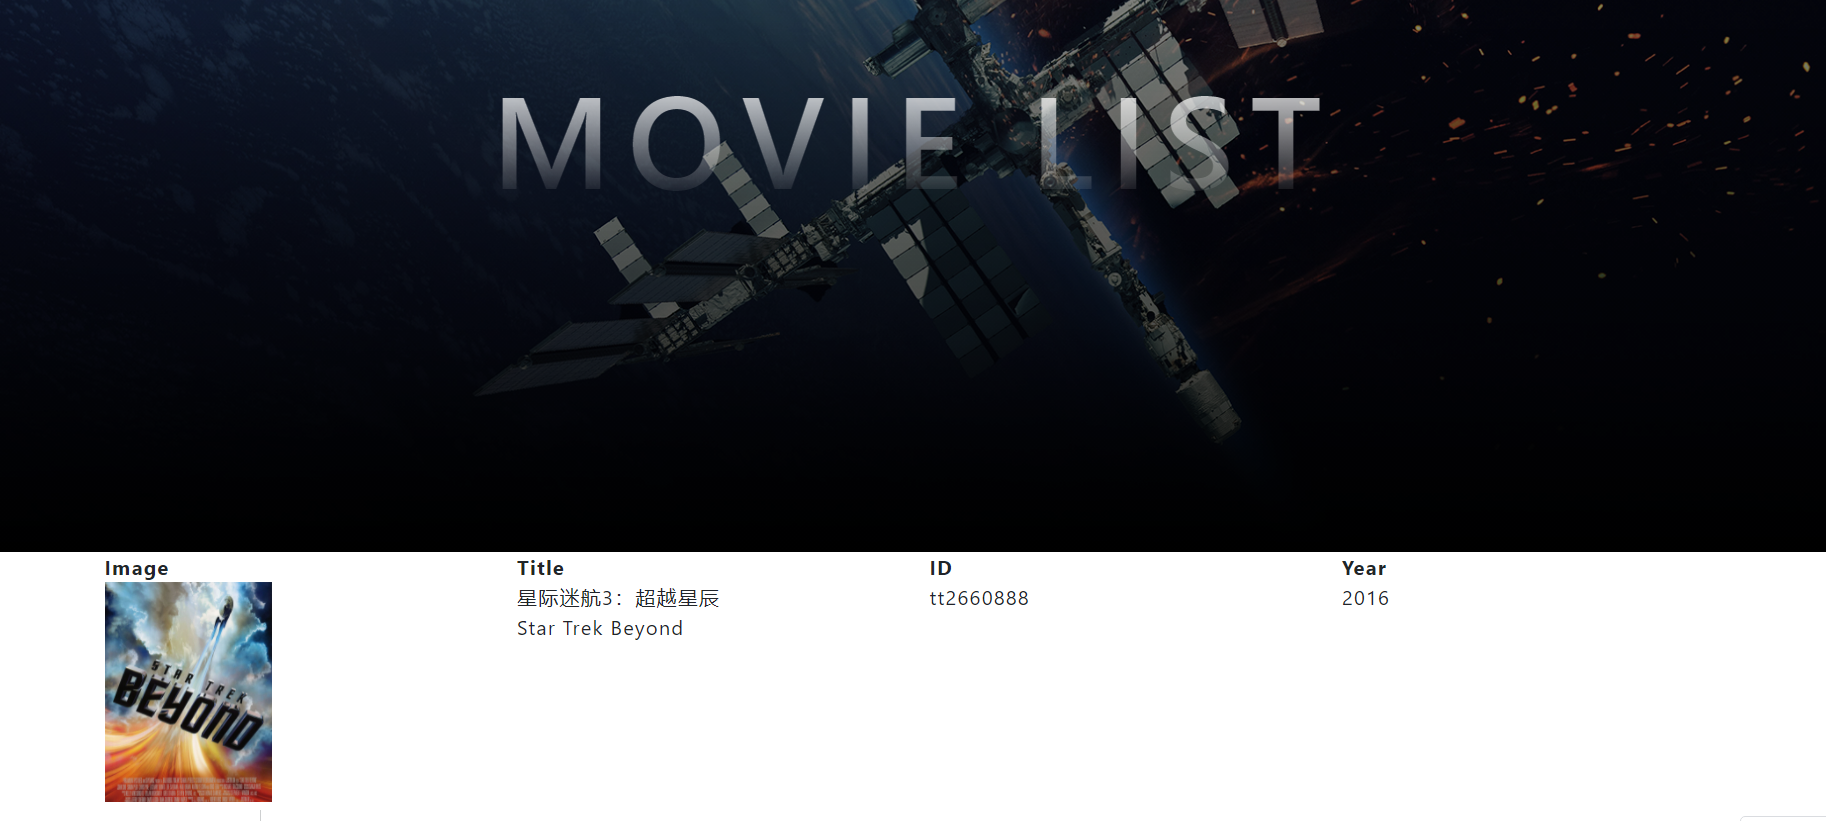 MOVIE LIST
Image
Title
ID
Year
星际迷航3：超越星辰
Star Trek Beyond
tt2660888
2016
STAR TREK
BEYOND